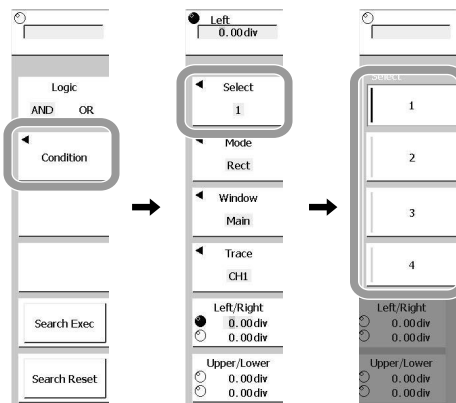 Logic
AND OR
Condition
Search Exec
Search Reset
Left
0.00div
Select
1
Mode
Rect
Window
Main
Trace
CH1
Left/Right
0.00div
0.00div
Upper/Lower
0.00div
0.00div
Select
1
2
3
4
Left/Right
0.00div
0.00div
Upper/Lower
0.00div
0.00div